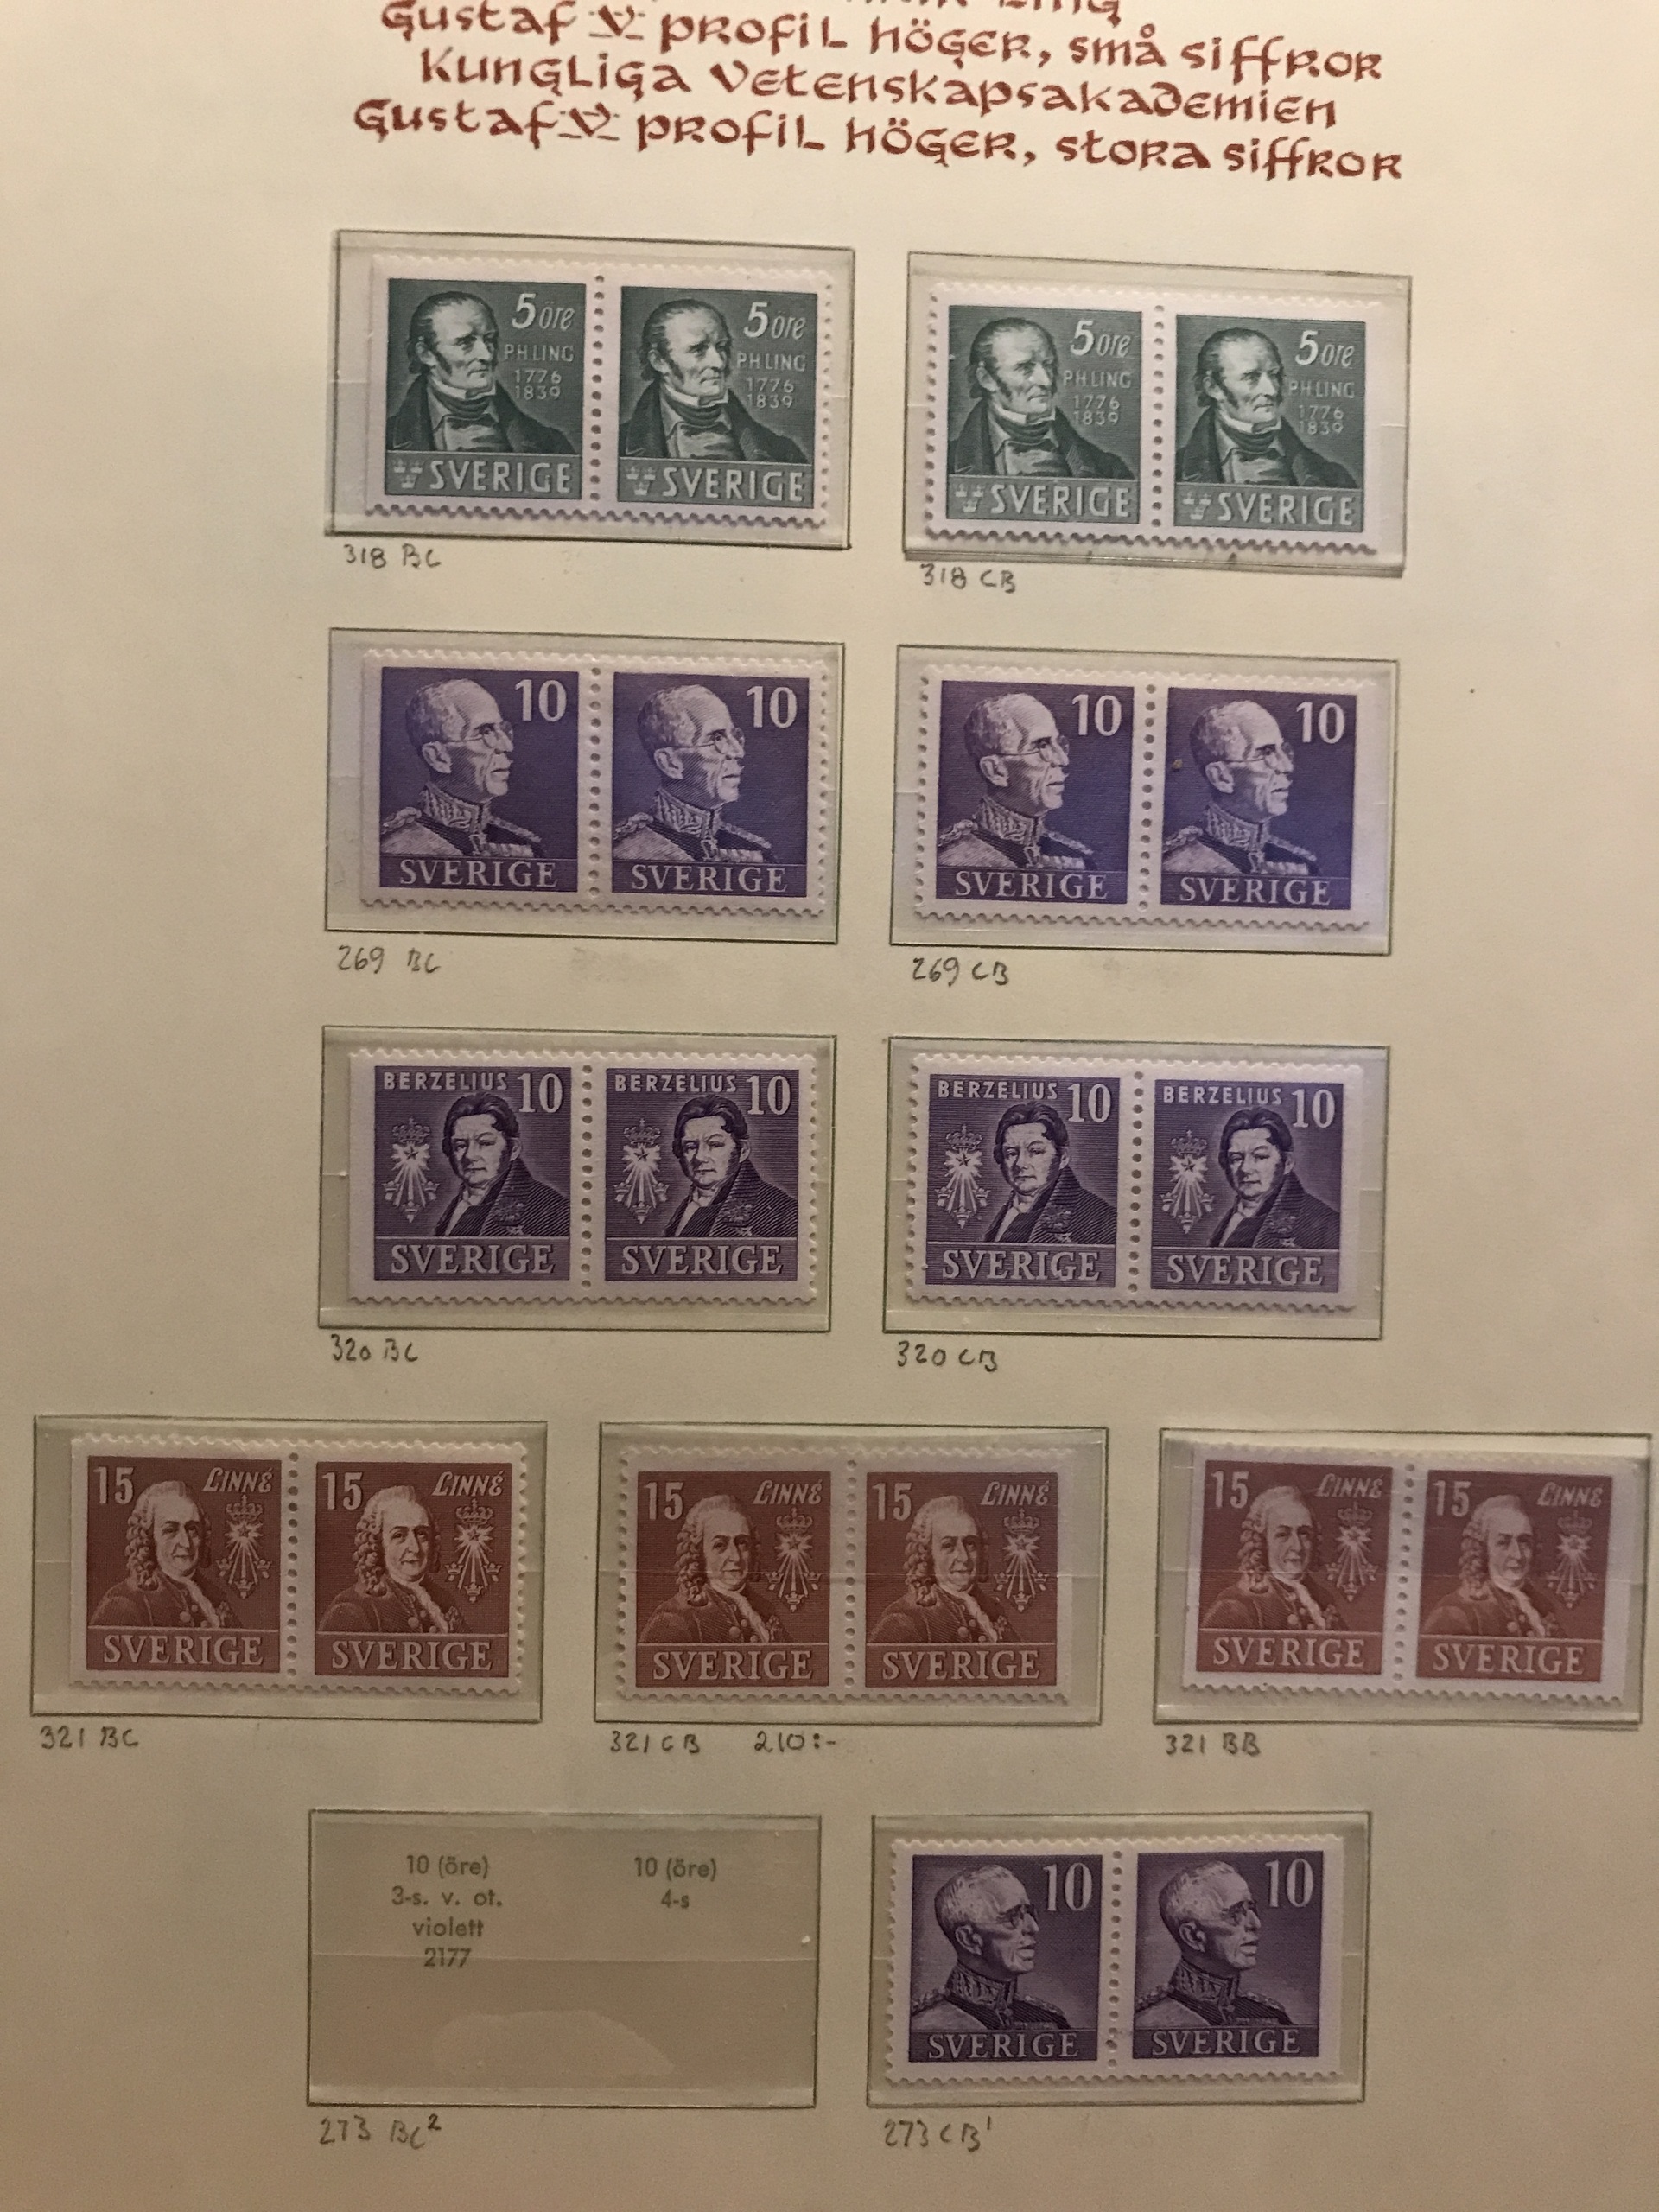 Ling
Gustaf V profil höger, små siffror
Kungliga Vetenskapsakademien
Gustaf V profil höger, stora siffror
5 öre 5 öre
PH LING PH LING
1776 1776
1839 1839
SVERIGE SVERIGE
318 BC
5 öre 5 öre
PH LING PH LING
1776 1776
1839 1839
SVERIGE SVERIGE
318 CB
10 10
SVERIGE SVERIGE
269 BC
10 10
SVERIGE SVERIGE
269 CB
BERZELIUS 10 BERZELIUS 10
SVERIGE SVERIGE
320 BC
BERZELIUS 10 BERZELIUS 10
SVERIGE SVERIGE
320 CB
15 LINNÉ 15 LINNÉ
SVERIGE SVERIGE
321 BC
15 LINNÉ 15 LINNÉ
SVERIGE SVERIGE
321 CB 210:-
15 LINNÉ 15 LINNÉ
SVERIGE SVERIGE
321 BB
10 (öre) 10 (öre)
3-s. v. ot. 4-s
violett
2177
273 BC²
10 10
SVERIGE SVERIGE
273 CB¹